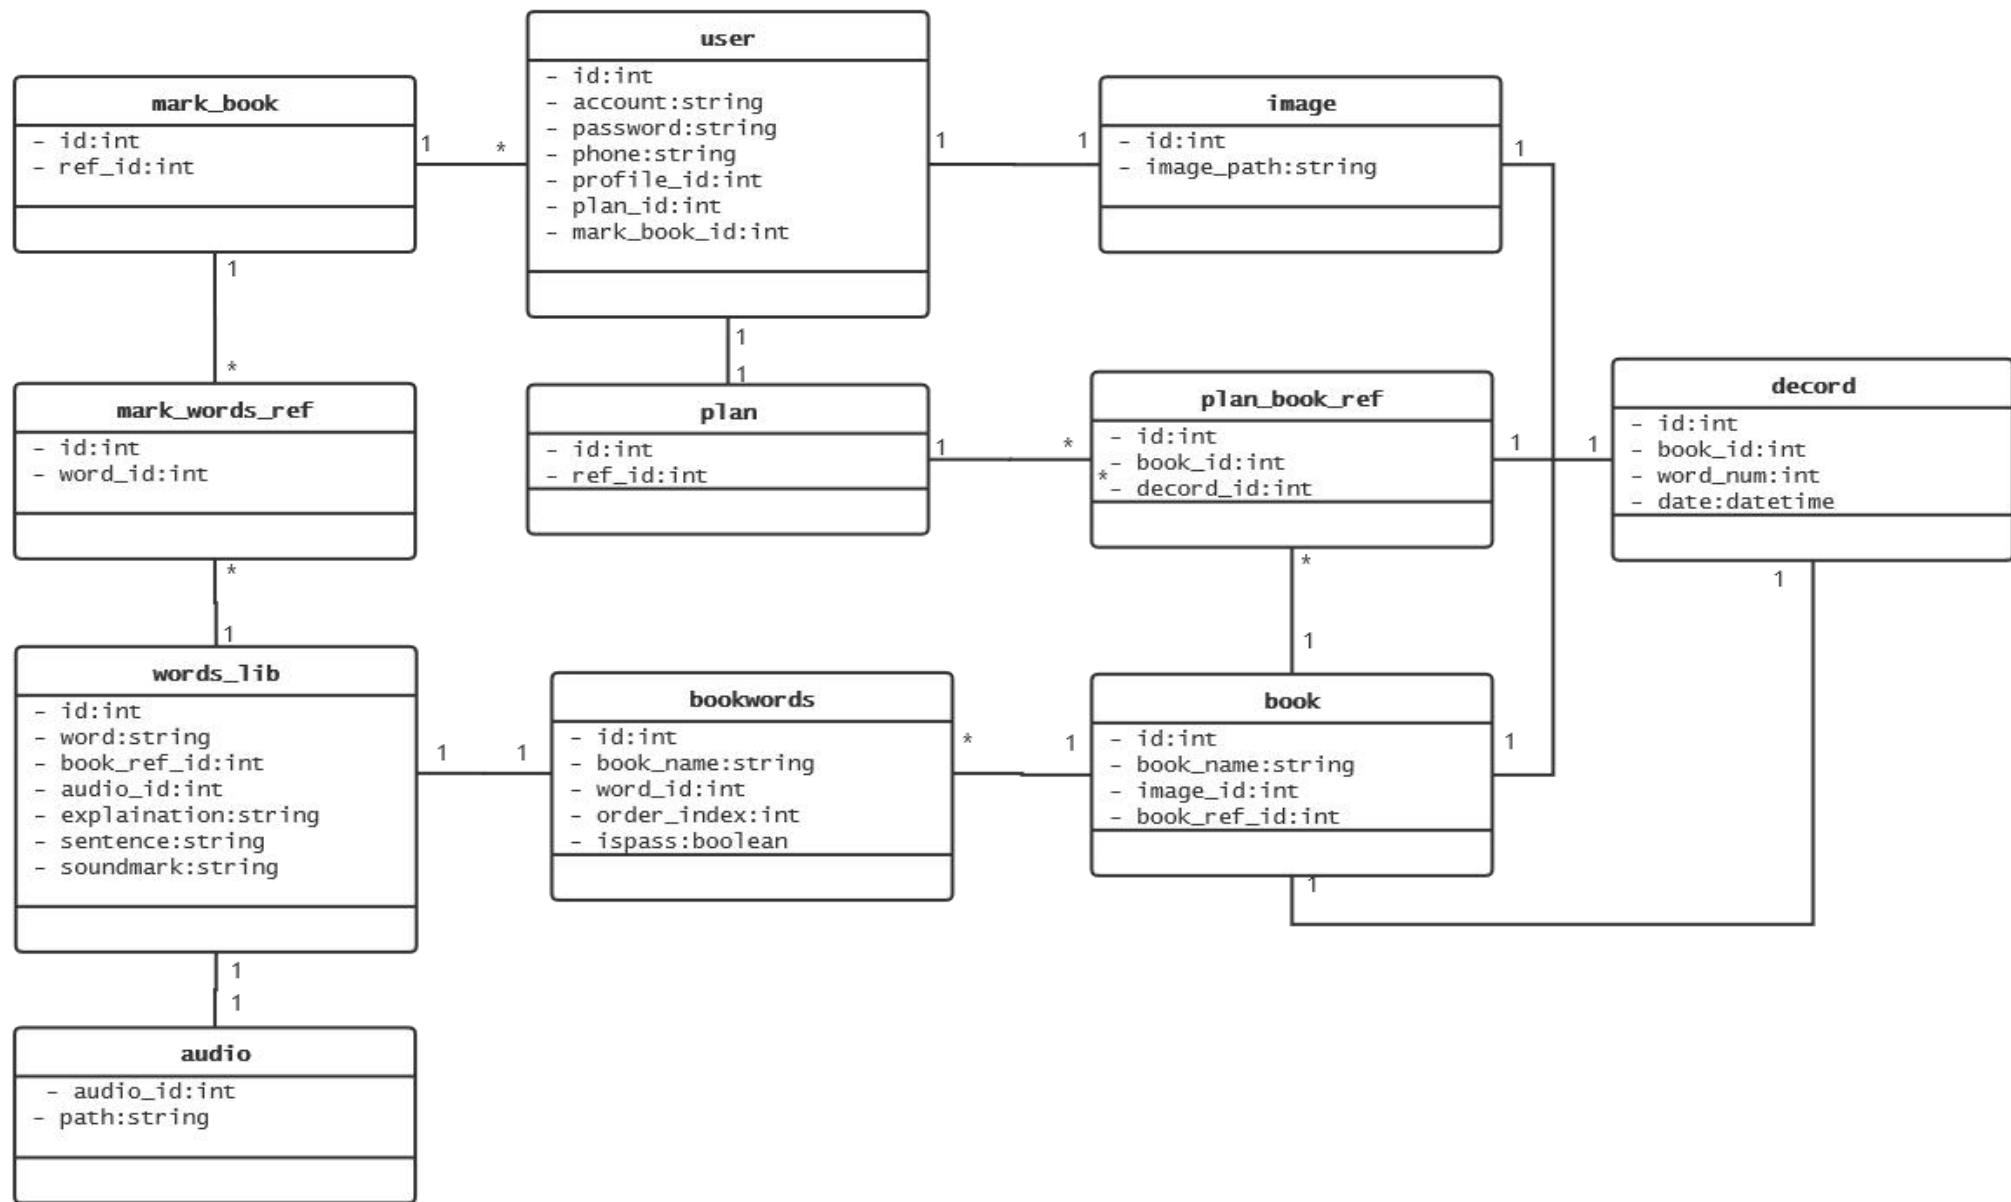 user
- id:int
- account:string
- password:string
- phone:string
- profile_id:int
- plan_id:int
- mark_book_id:int
mark_book
- id:int
- ref_id:int
1
*
1
1
image
- id:int
- image_path:string
1
1
*
1
1
mark_words_ref
- id:int
- word_id:int
plan
- id:int
- ref_id:int
1
*
plan_book_ref
- id:int
- book_id:int
*
- decord_id:int
1
1
decord
- id:int
- book_id:int
- word_num:int
- date:datetime
*
1
*
1
1
words_lib
- id:int
- word:string
- book_ref_id:int
- audio_id:int
- explaination:string
- sentence:string
- soundmark:string
1
1
bookwords
- id:int
- book_name:string
- word_id:int
- order_index:int
- ispass:boolean
*
1
book
- id:int
- book_name:string
- image_id:int
- book_ref_id:int
1
1
1
1
audio
- audio_id:int
- path:string